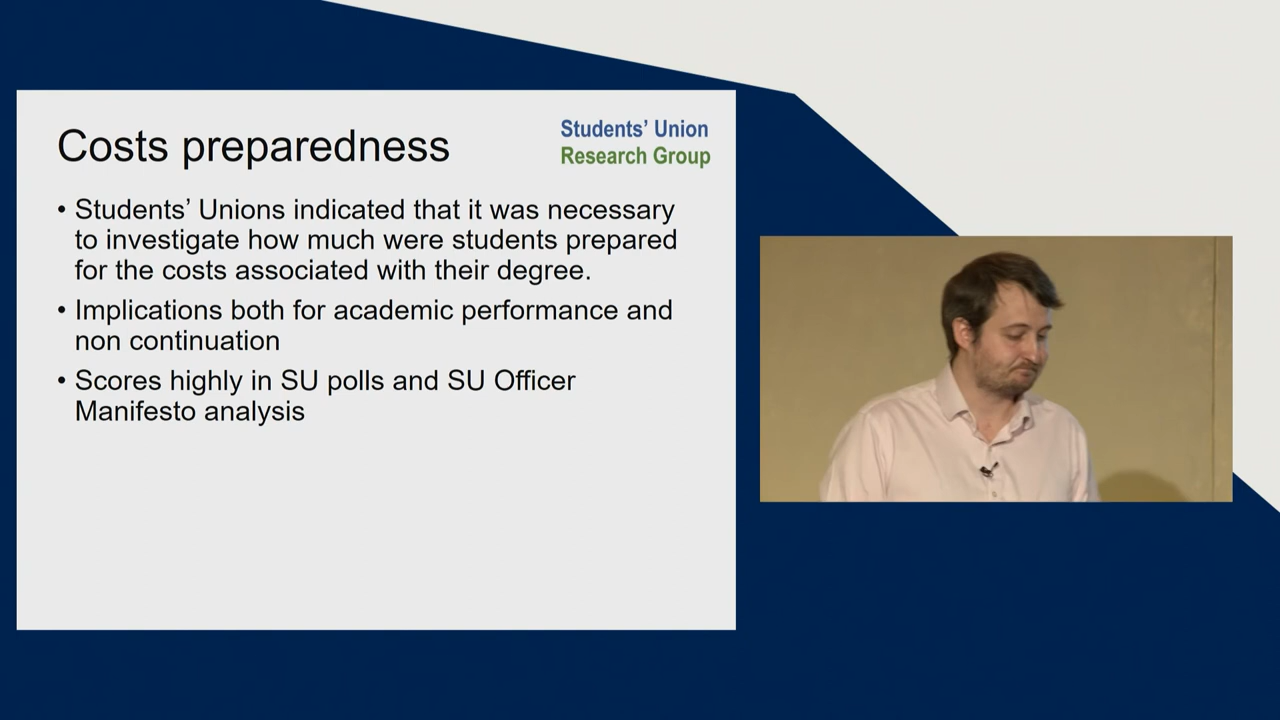 Costs preparedness
Students’ Union
Research Group
• Students’ Unions indicated that it was necessary
to investigate how much were students prepared
for the costs associated with their degree.
• Implications both for academic performance and
non continuation
• Scores highly in SU polls and SU Officer
Manifesto analysis